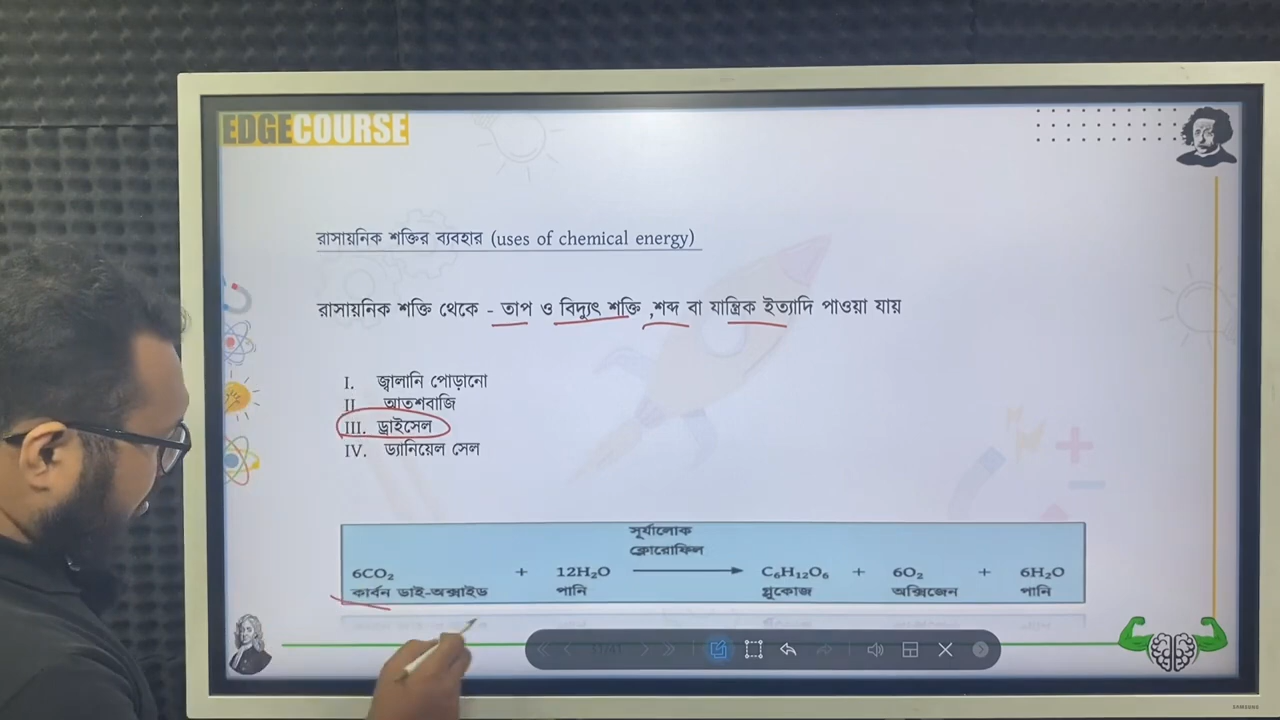 EDGECOURSE
রাসায়নিক শক্তির ব্যবহার (uses of chemical energy)
রাসায়নিক শক্তি থেকে - তাপ ও বিদ্যুৎ শক্তি ,শব্দ বা যান্ত্রিক ইত্যাদি পাওয়া যায়
I. জ্বালানি পোড়ানো
II. আতশবাজি
III. ড্রাইসেল
IV. ড্যানিয়েল সেল
সূর্যালোক
ক্লোরোফিল
6CO₂ + 12H₂O → C₆H₁₂O₆ + 6O₂ + 6H₂O
কার্বন ডাই-অক্সাইড পানি গ্লুকোজ অক্সিজেন পানি
SAMSUNG